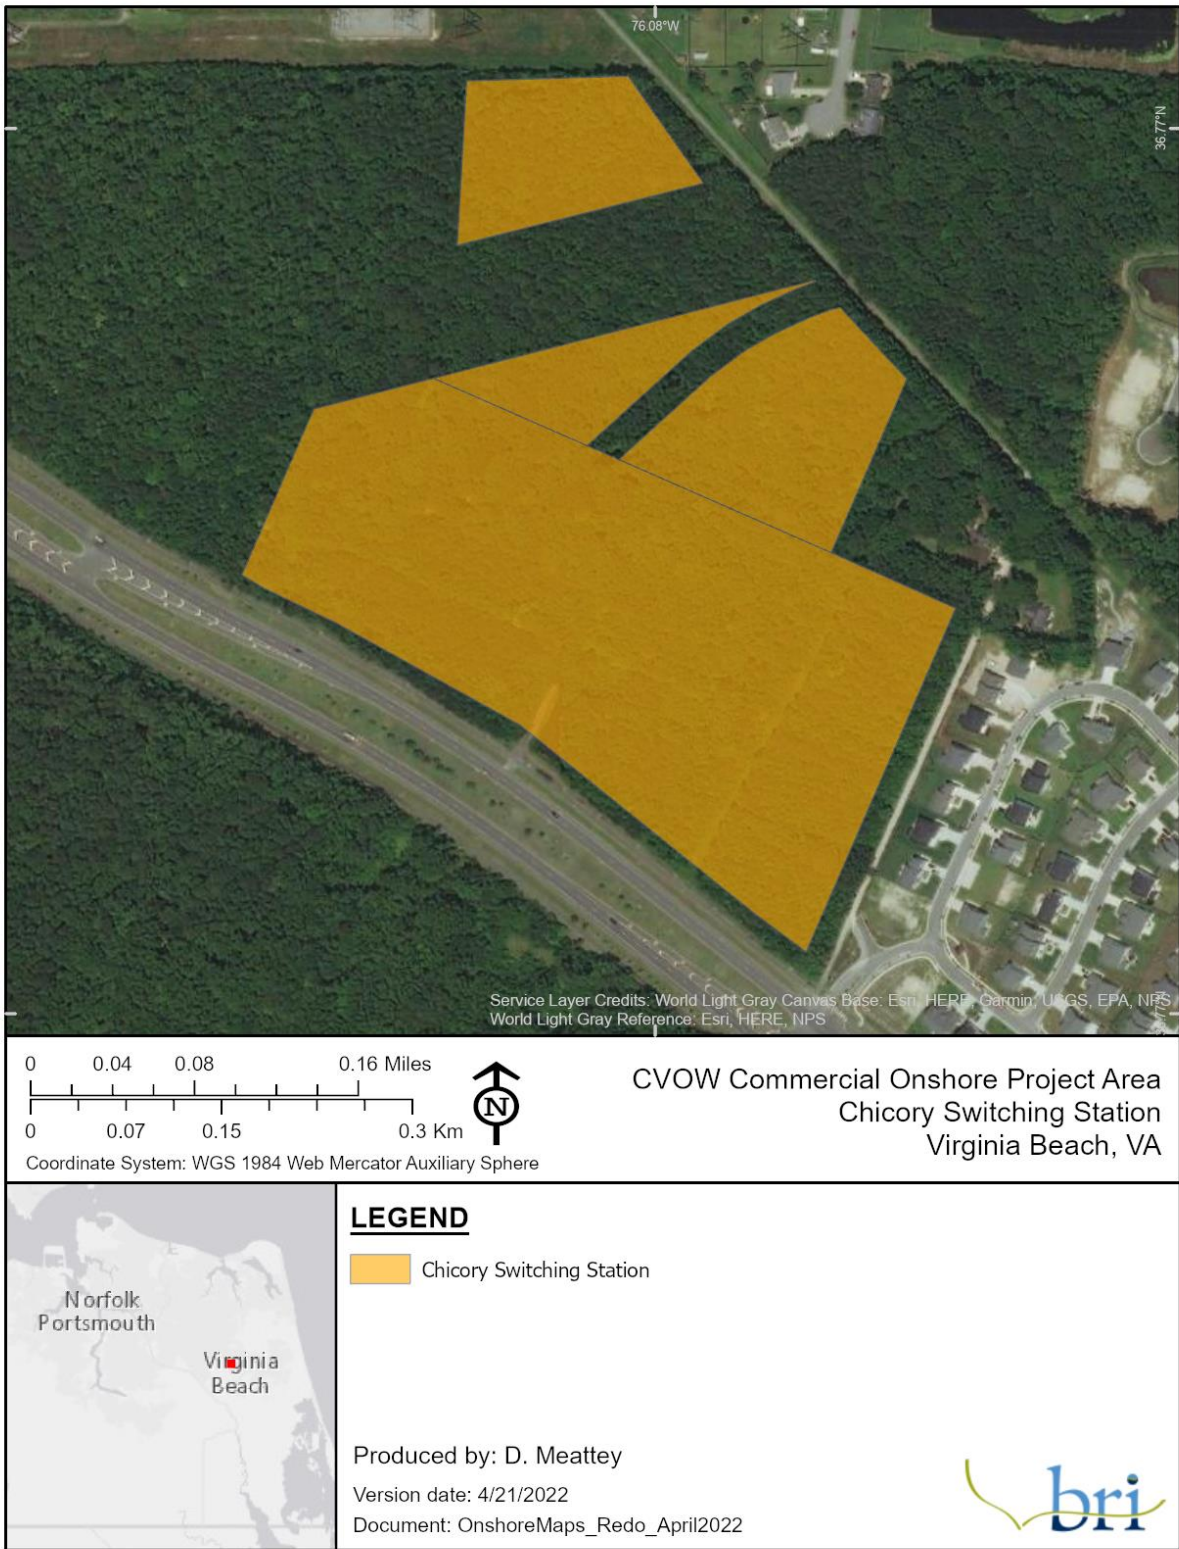 76.08°W
36.77°N
Service Layer Credits: World Light Gray Canvas Base: Esri, HERE, Garmin, USGS, EPA, NPS
World Light Gray Reference: Esri, HERE, NPS
0 0.04 0.08 0.16 Miles
0 0.07 0.15 0.3 Km
N
Coordinate System: WGS 1984 Web Mercator Auxiliary Sphere
CVOW Commercial Onshore Project Area
Chicory Switching Station
Virginia Beach, VA
Norfolk
Portsmouth
Virginia
Beach
LEGEND
Chicory Switching Station
Produced by: D. Meattey
Version date: 4/21/2022
Document: OnshoreMaps_Redo_April2022
bri